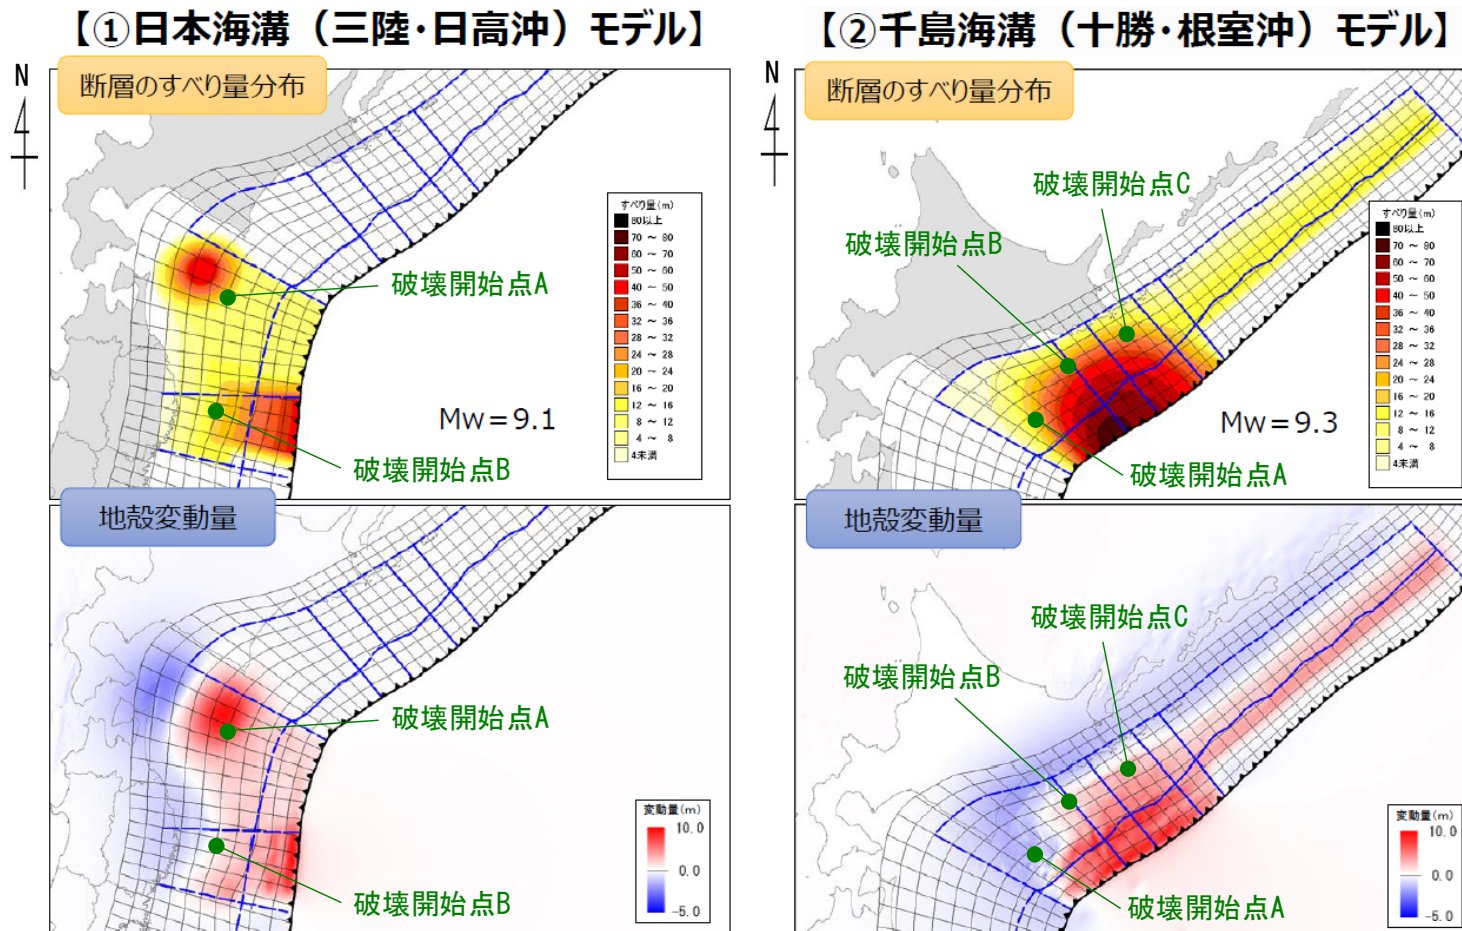 【①日本海溝（三陸・日高沖）モデル】
N
断層のすべり量分布
すべり量(m)
80以上
70 ～ 80
60 ～ 70
50 ～ 60
40 ～ 50
36 ～ 40
32 ～ 36
28 ～ 32
24 ～ 28
20 ～ 24
16 ～ 20
12 ～ 16
8 ～ 12
4 ～ 8
4未満
破壊開始点A
Mw＝9.1
破壊開始点B
地殻変動量
破壊開始点A
破壊開始点B
変動量(m)
10.0
0.0
-5.0
【②千島海溝（十勝・根室沖）モデル】
N
断層のすべり量分布
破壊開始点C
破壊開始点B
すべり量(m)
80以上
70 ～ 80
60 ～ 70
50 ～ 60
40 ～ 50
36 ～ 40
32 ～ 36
28 ～ 32
24 ～ 28
20 ～ 24
16 ～ 20
12 ～ 16
8 ～ 12
4 ～ 8
4未満
Mw＝9.3
破壊開始点A
地殻変動量
破壊開始点C
破壊開始点B
破壊開始点A
変動量(m)
10.0
0.0
-5.0